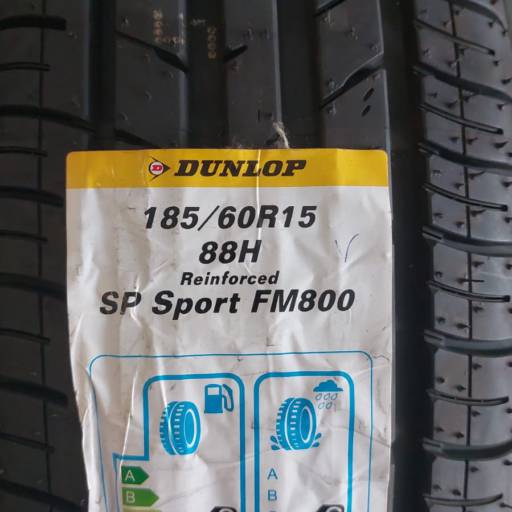 DUNLOP
185/60R15
88H
Reinforced
SP Sport FM800
A
B
A
B